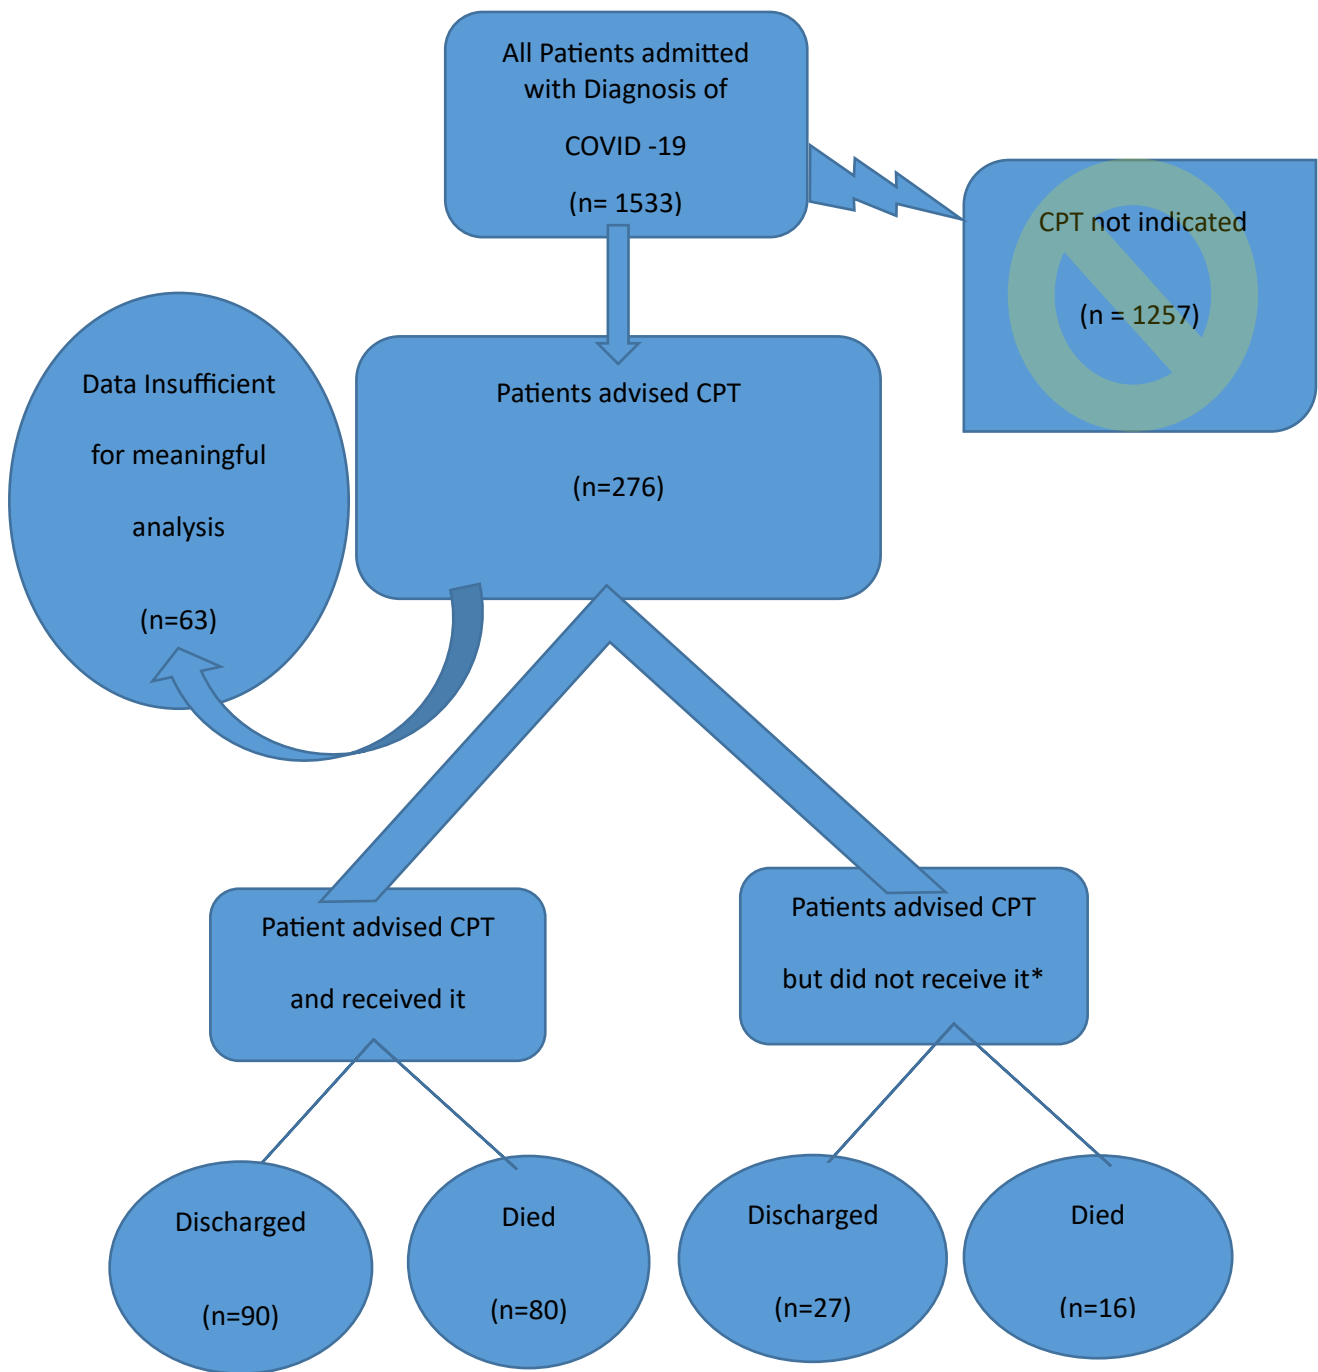 All Patients admitted
with Diagnosis of
COVID -19
(n= 1533)
CPT not indicated
(n = 1257)
Data Insufficient
for meaningful
analysis
(n=63)
Patients advised CPT
(n=276)
Patient advised CPT
and received it
Patients advised CPT
but did not receive it*
Discharged
(n=90)
Died
(n=80)
Discharged
(n=27)
Died
(n=16)